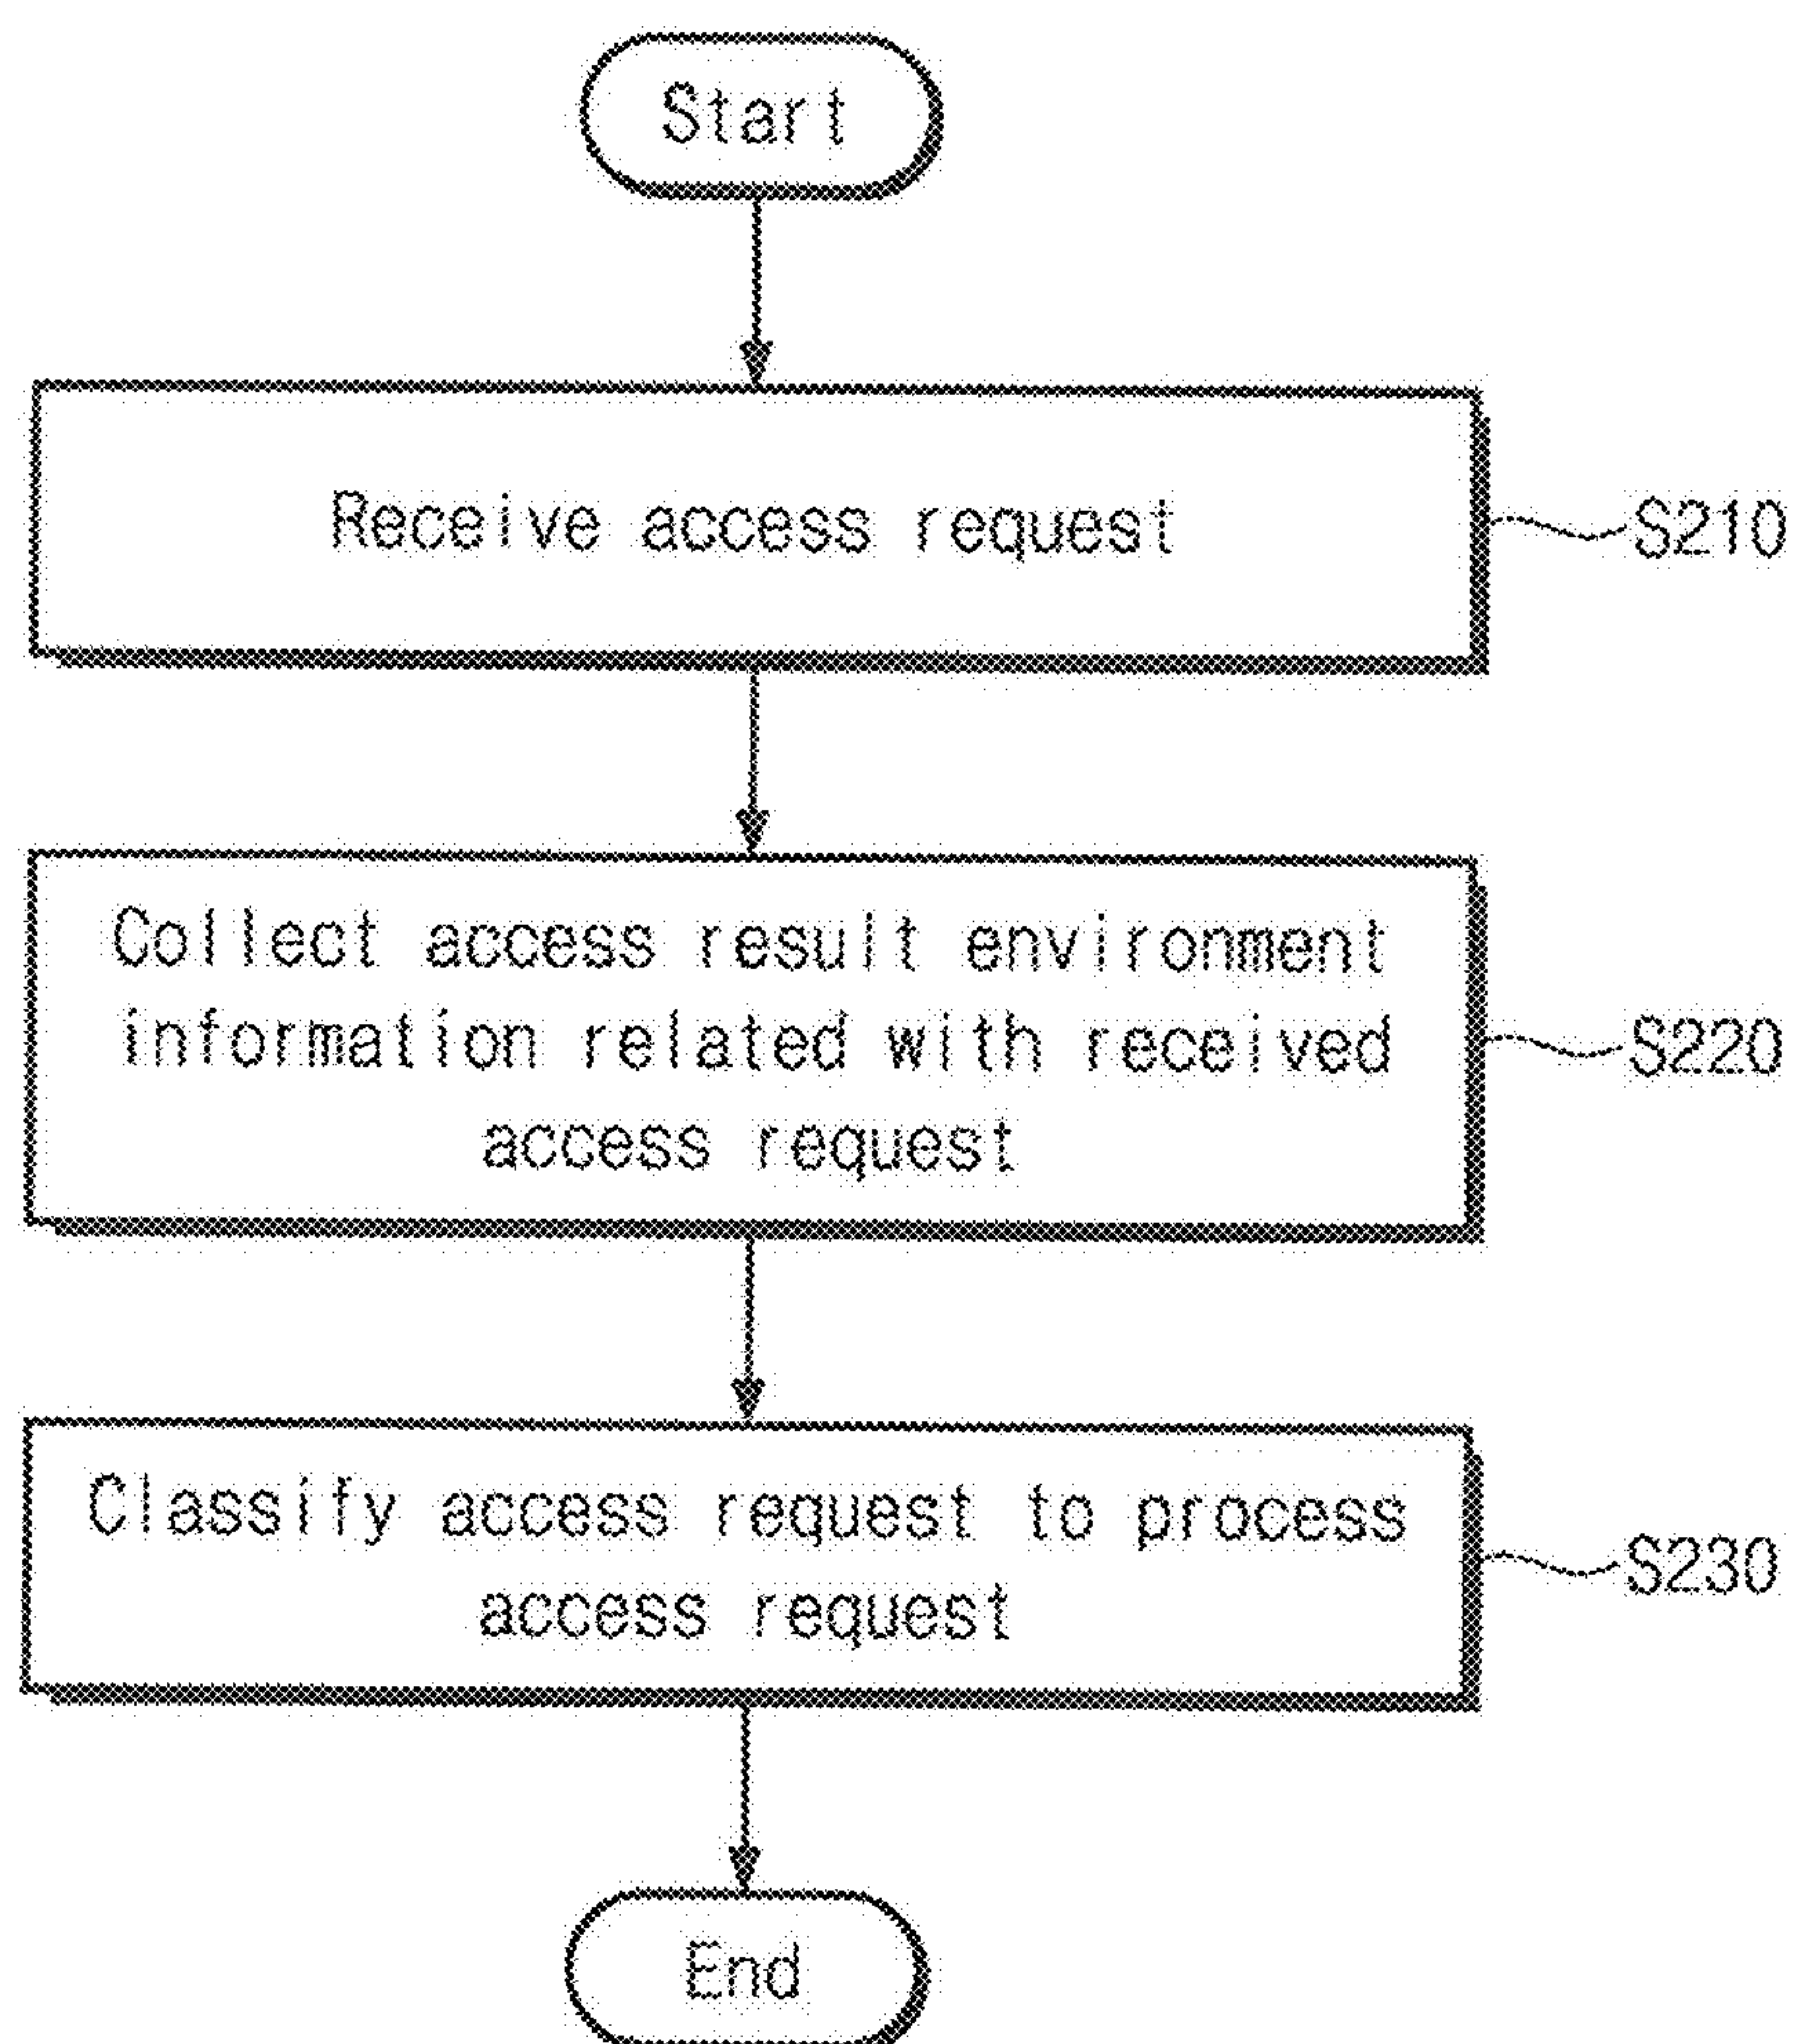 Start
Receive access request
S210
Collect access result environment
information related with received
access request
S220
Classify access request to process
access request
S230
End